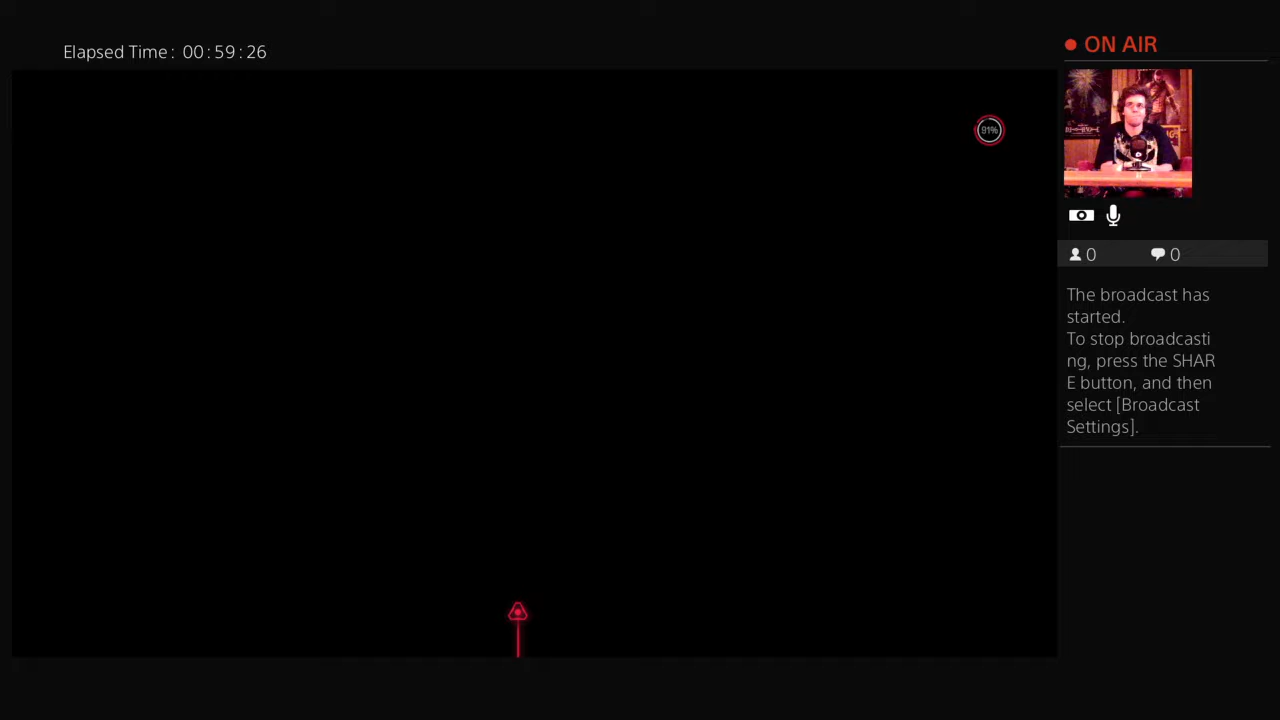 Elapsed Time: 00:59:26
ON AIR
91%
0
0
The broadcast has
started.
To stop broadcasti
ng, press the SHAR
E button, and then
select [Broadcast
Settings].